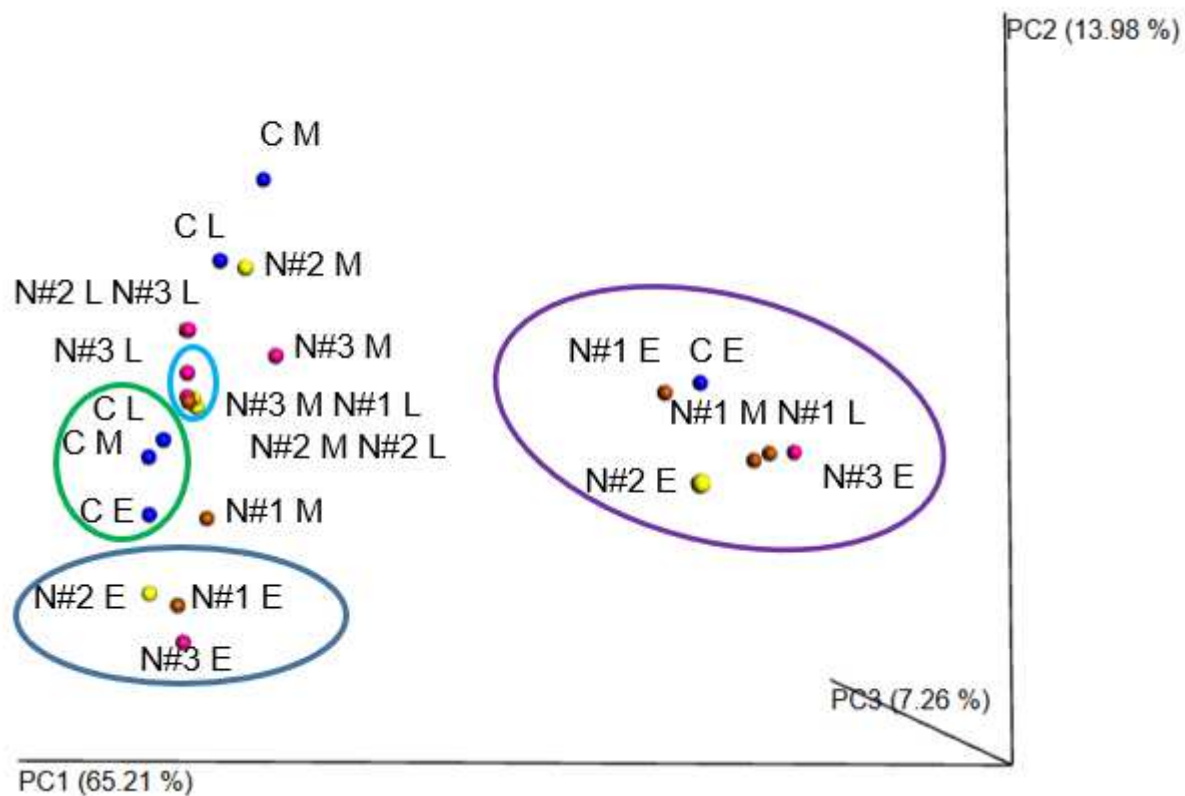 PC2 (13.98 %)
C M
C L
N#2 M
N#2 L N#3 L
N#3 M
N#3 L
N#1 E C E
C L
N#3 M N#1 L
N#1 M N#1 L
C M
N#2 M N#2 L
N#2 E
N#3 E
C E
N#1 M
N#2 E
N#1 E
N#3 E
PC3 (7.26 %)
PC1 (65.21 %)